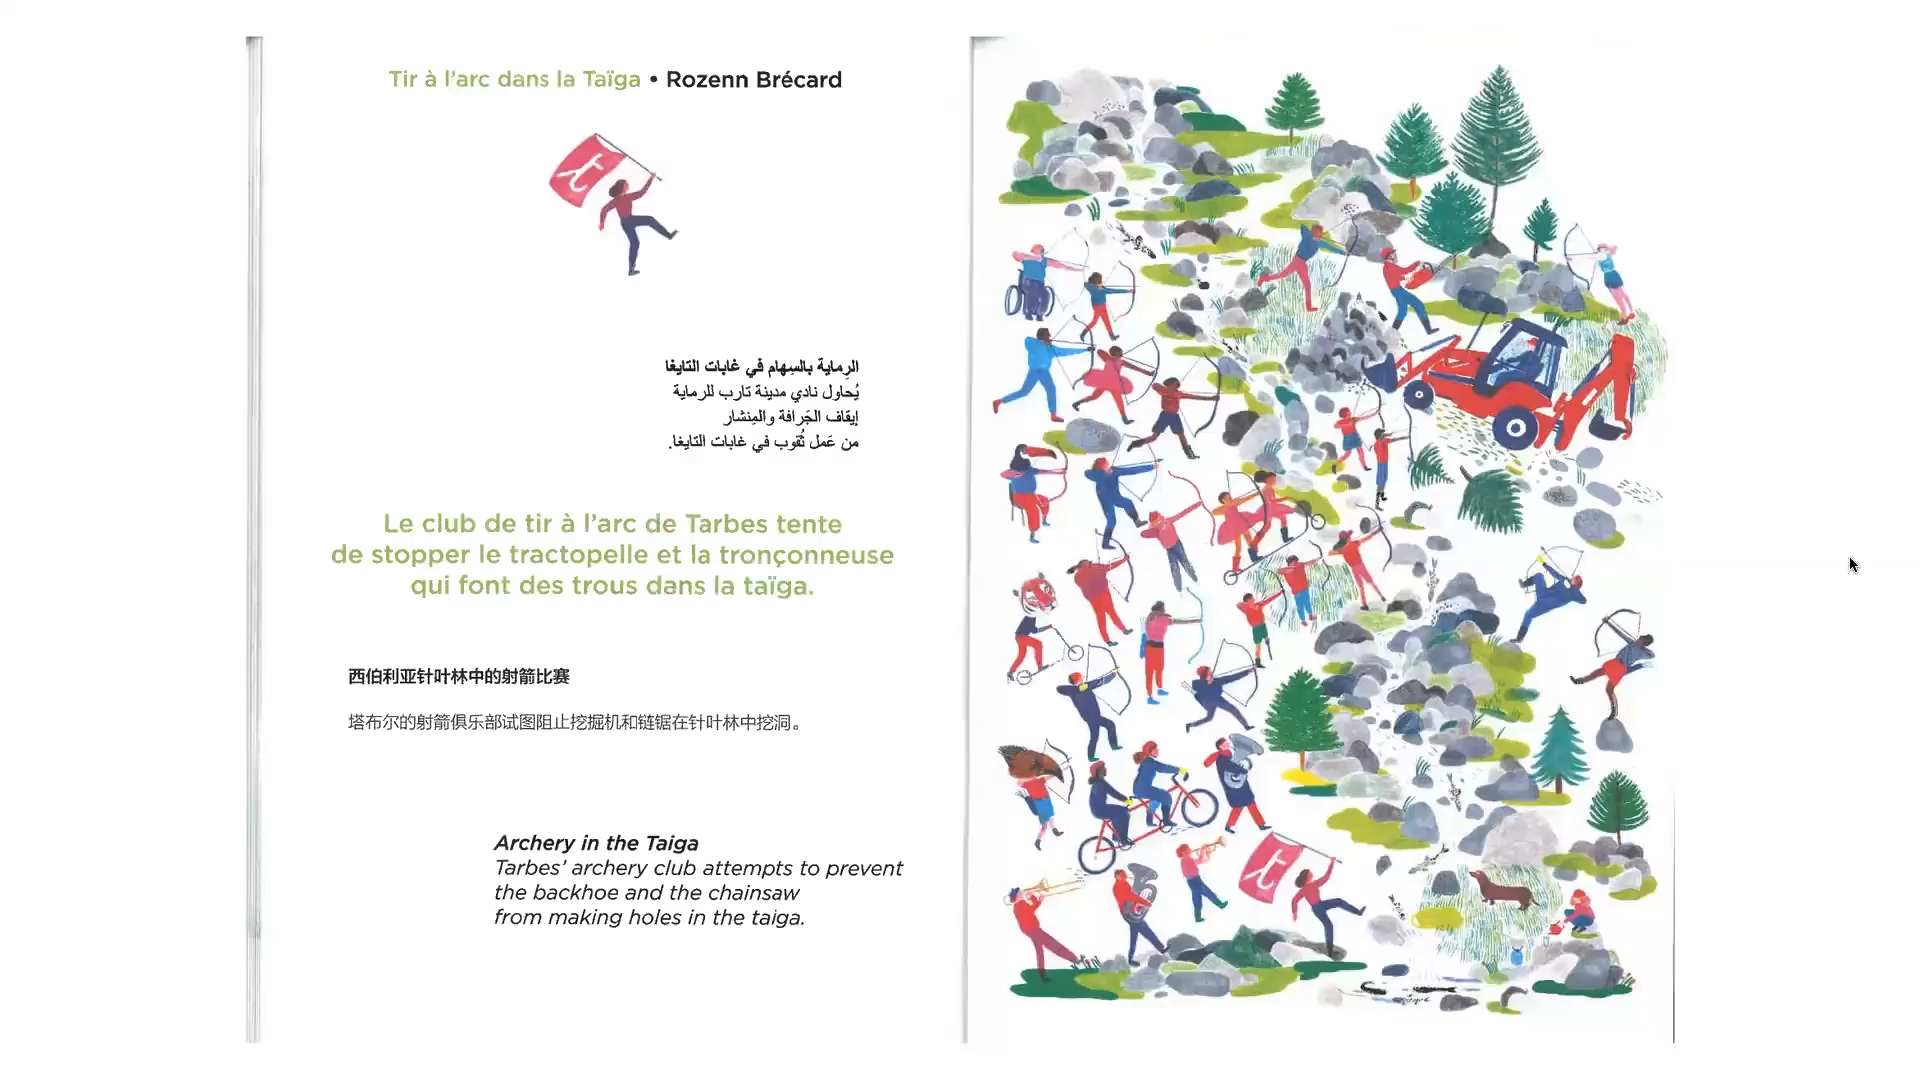 Tir à l’arc dans la Taïga • Rozenn Brécard
الرِماية بالسِهام في غابات التايغا
يُحاول نادي مدينة تارب للرماية
إيقاف الجَرافة والمِنشار
من عَمل ثُقوب في غابات التايغا.
Le club de tir à l’arc de Tarbes tente
de stopper le tractopelle et la tronçonneuse
qui font des trous dans la taïga.
西伯利亚针叶林中的射箭比赛
塔布尔的射箭俱乐部试图阻止挖掘机和链锯在针叶林中挖洞。
Archery in the Taiga
Tarbes’ archery club attempts to prevent
the backhoe and the chainsaw
from making holes in the taiga.